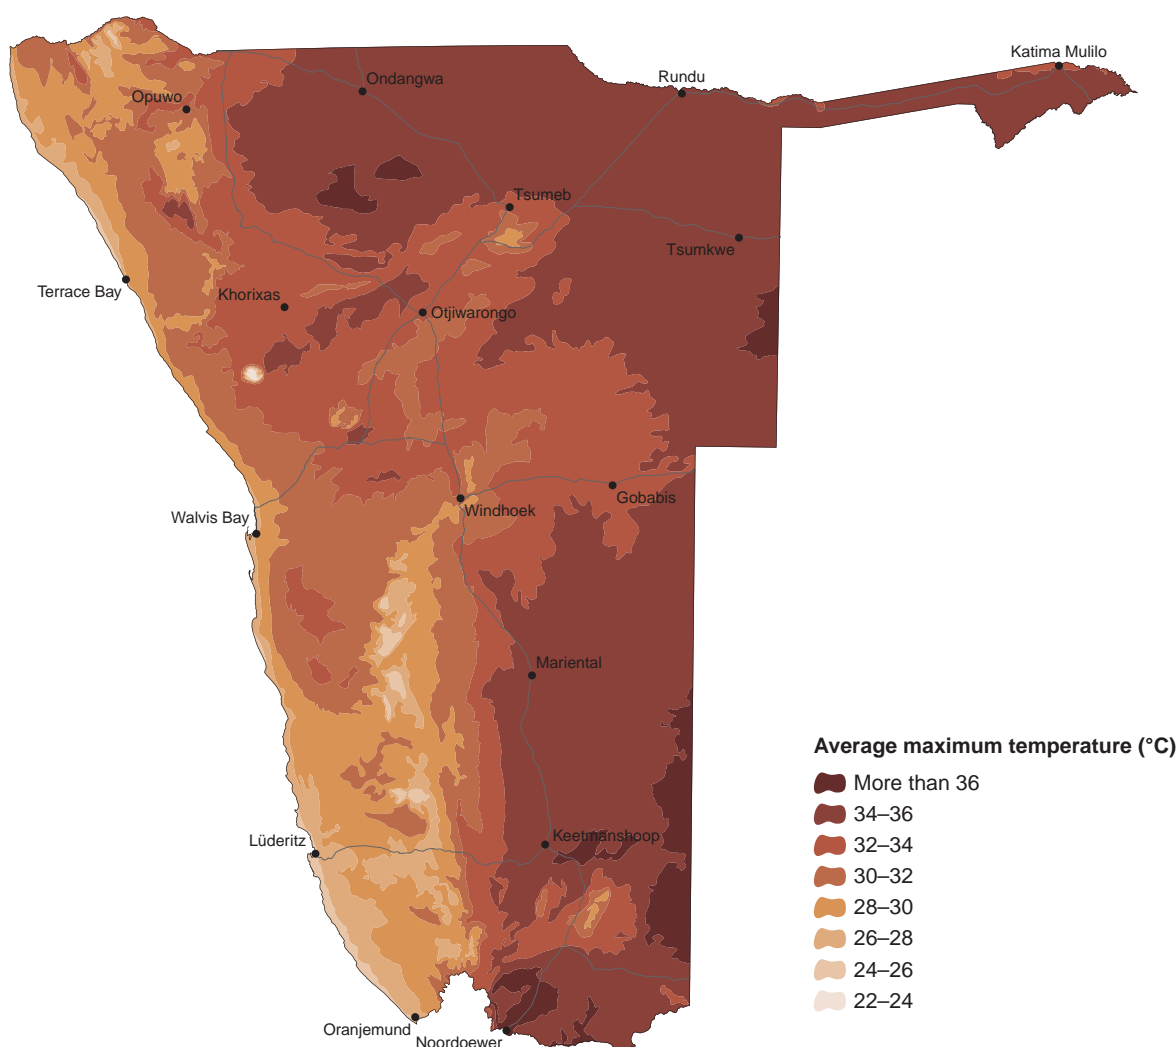 Katima Mulilo
Rundu
Ondangwa
Opuwo
Tsumeb
Tsumkwe
Terrace Bay
Khorixas
Otjiwarongo
Gobabis
Windhoek
Walvis Bay
Mariental
Average maximum temperature (°C)
More than 36
34–36
32–34
30–32
28–30
26–28
24–26
22–24
Keetmanshoop
Lüderitz
Oranjemund
Noordoewer